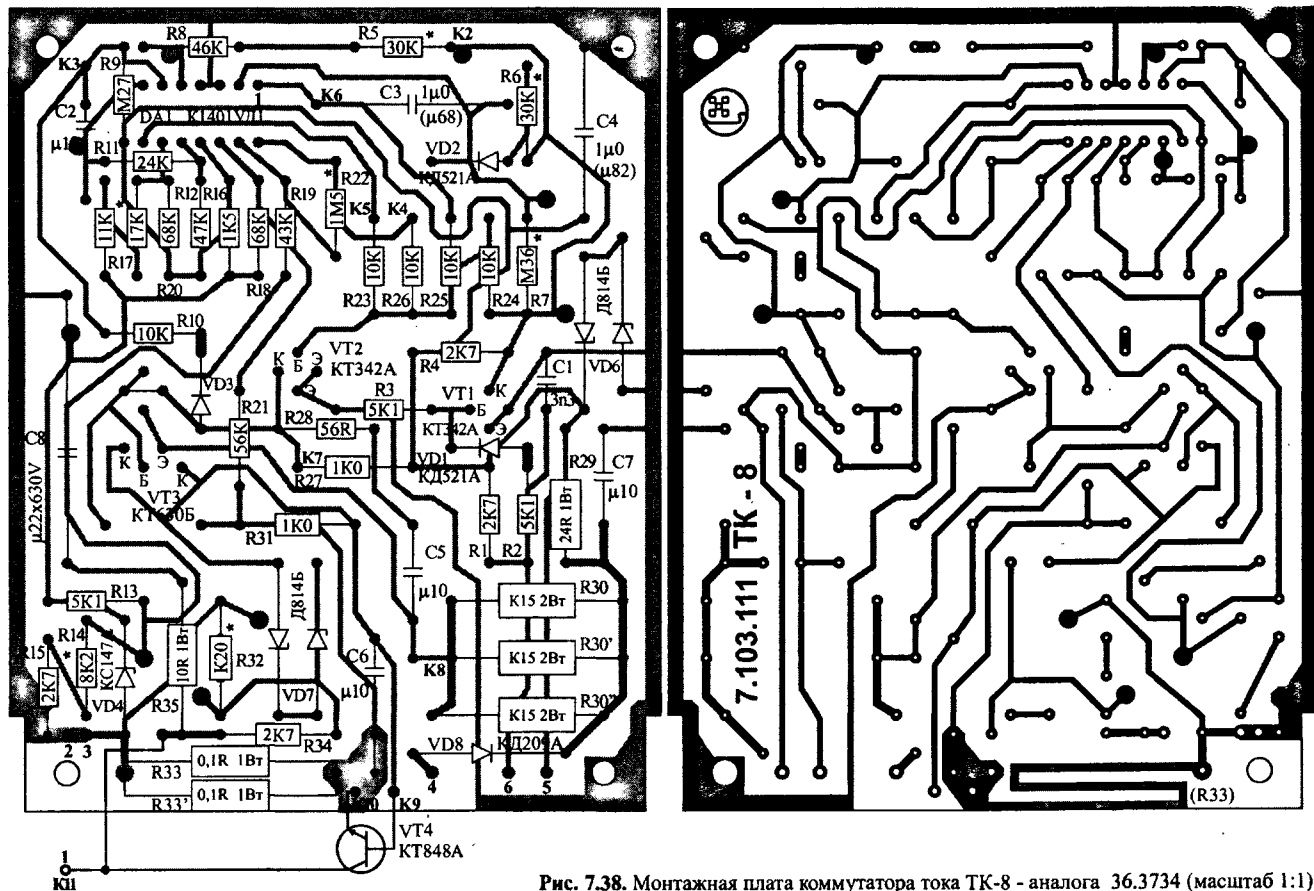 R8
46K
R5
30K
*
K2
K3
R9
M27
1
K6
C3
1µ0
(µ68)
R6
*
30K
C2
µ1
DA1
R11
24K
VD2
КД521А
C4
1µ0
(µ82)
R12
R16
R19
R22
*
1M5
K5
K4
11K
17K
68K
47K
1K5
68K
43K
10K
10K
10K
10K
M36
*
R17
R20
R18
R23
R26
R25
R24
R7
Д814Б
10K
R10
VT2
КТ342А
R4
2K7
C1
3n3
VD6
К
Б
Э
Э
VD3
R3
5K1
VT1
К
Б
Э
КТ342А
R21
56K
R28
56R
C8
µ22x630V
К
Б
Э
К
K7
1K0
R27
VD1
КД521А
R29
24R 1Вт
C7
µ10
VT3
КТ630Б
1K0
R31
2K7
5K1
R1
R2
C5
µ10
5K1
R13
Д814Б
К15 2Вт
R30
R15
2K7
R14
*
8K2
КС147А
VD4
10R 1Вт
R35
*
K20
R32
VD7
C6
µ10
K8
К15 2Вт
R30'
К15 2Вт
R30"
2K7
R34
VD8
КД209А
2
3
R33
0,1R 1Вт
R33'
0,1R 1Вт
K9
4
6
5
VT4
КТ848А
1
К11
7.103.111 ТК - 8
(R33)
Рис. 7.38. Монтажная плата коммутатора тока ТК-8 - аналога 36.3734 (масштаб 1:1)